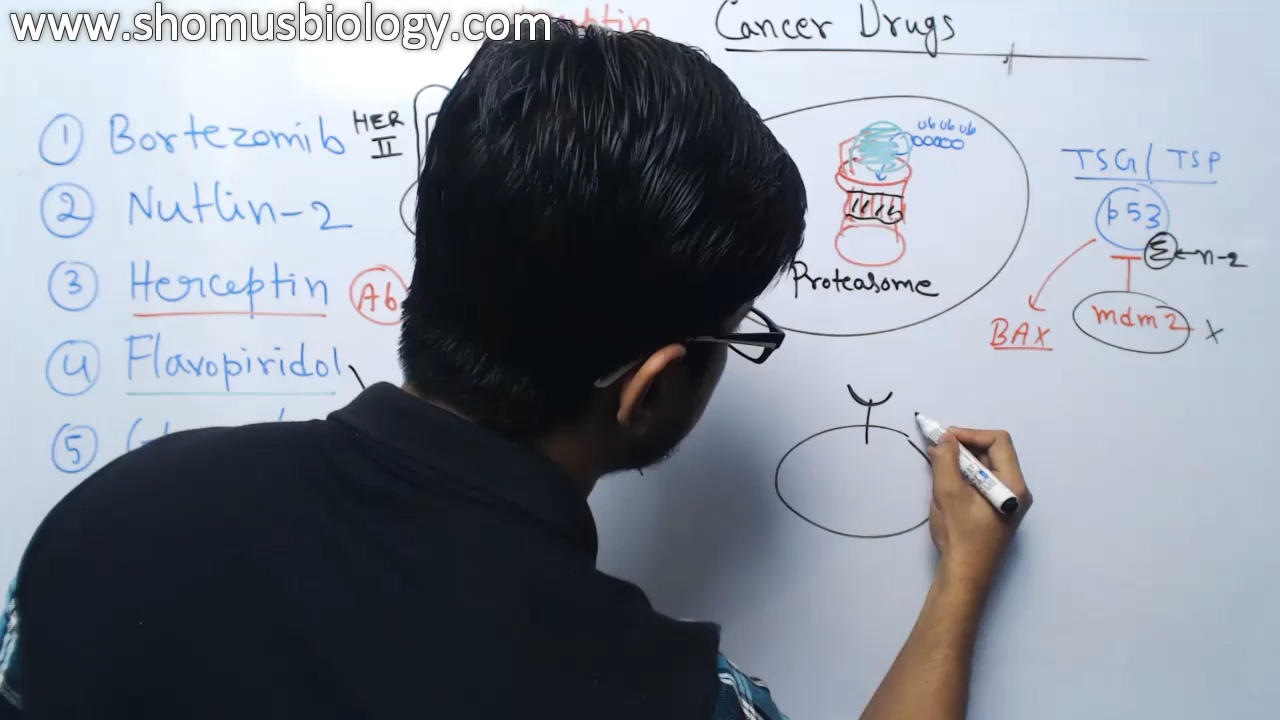 www.shomusbiology.com
Cancer Drugs
① Bortezomib
② Nutlin-2
③ Herceptin
Ab
④ Flavopiridol
⑤
HER
II
ub ub ub
Proteasome
TSG/ TSP
p53
Σ ← n-2
mdm2 X
BAX